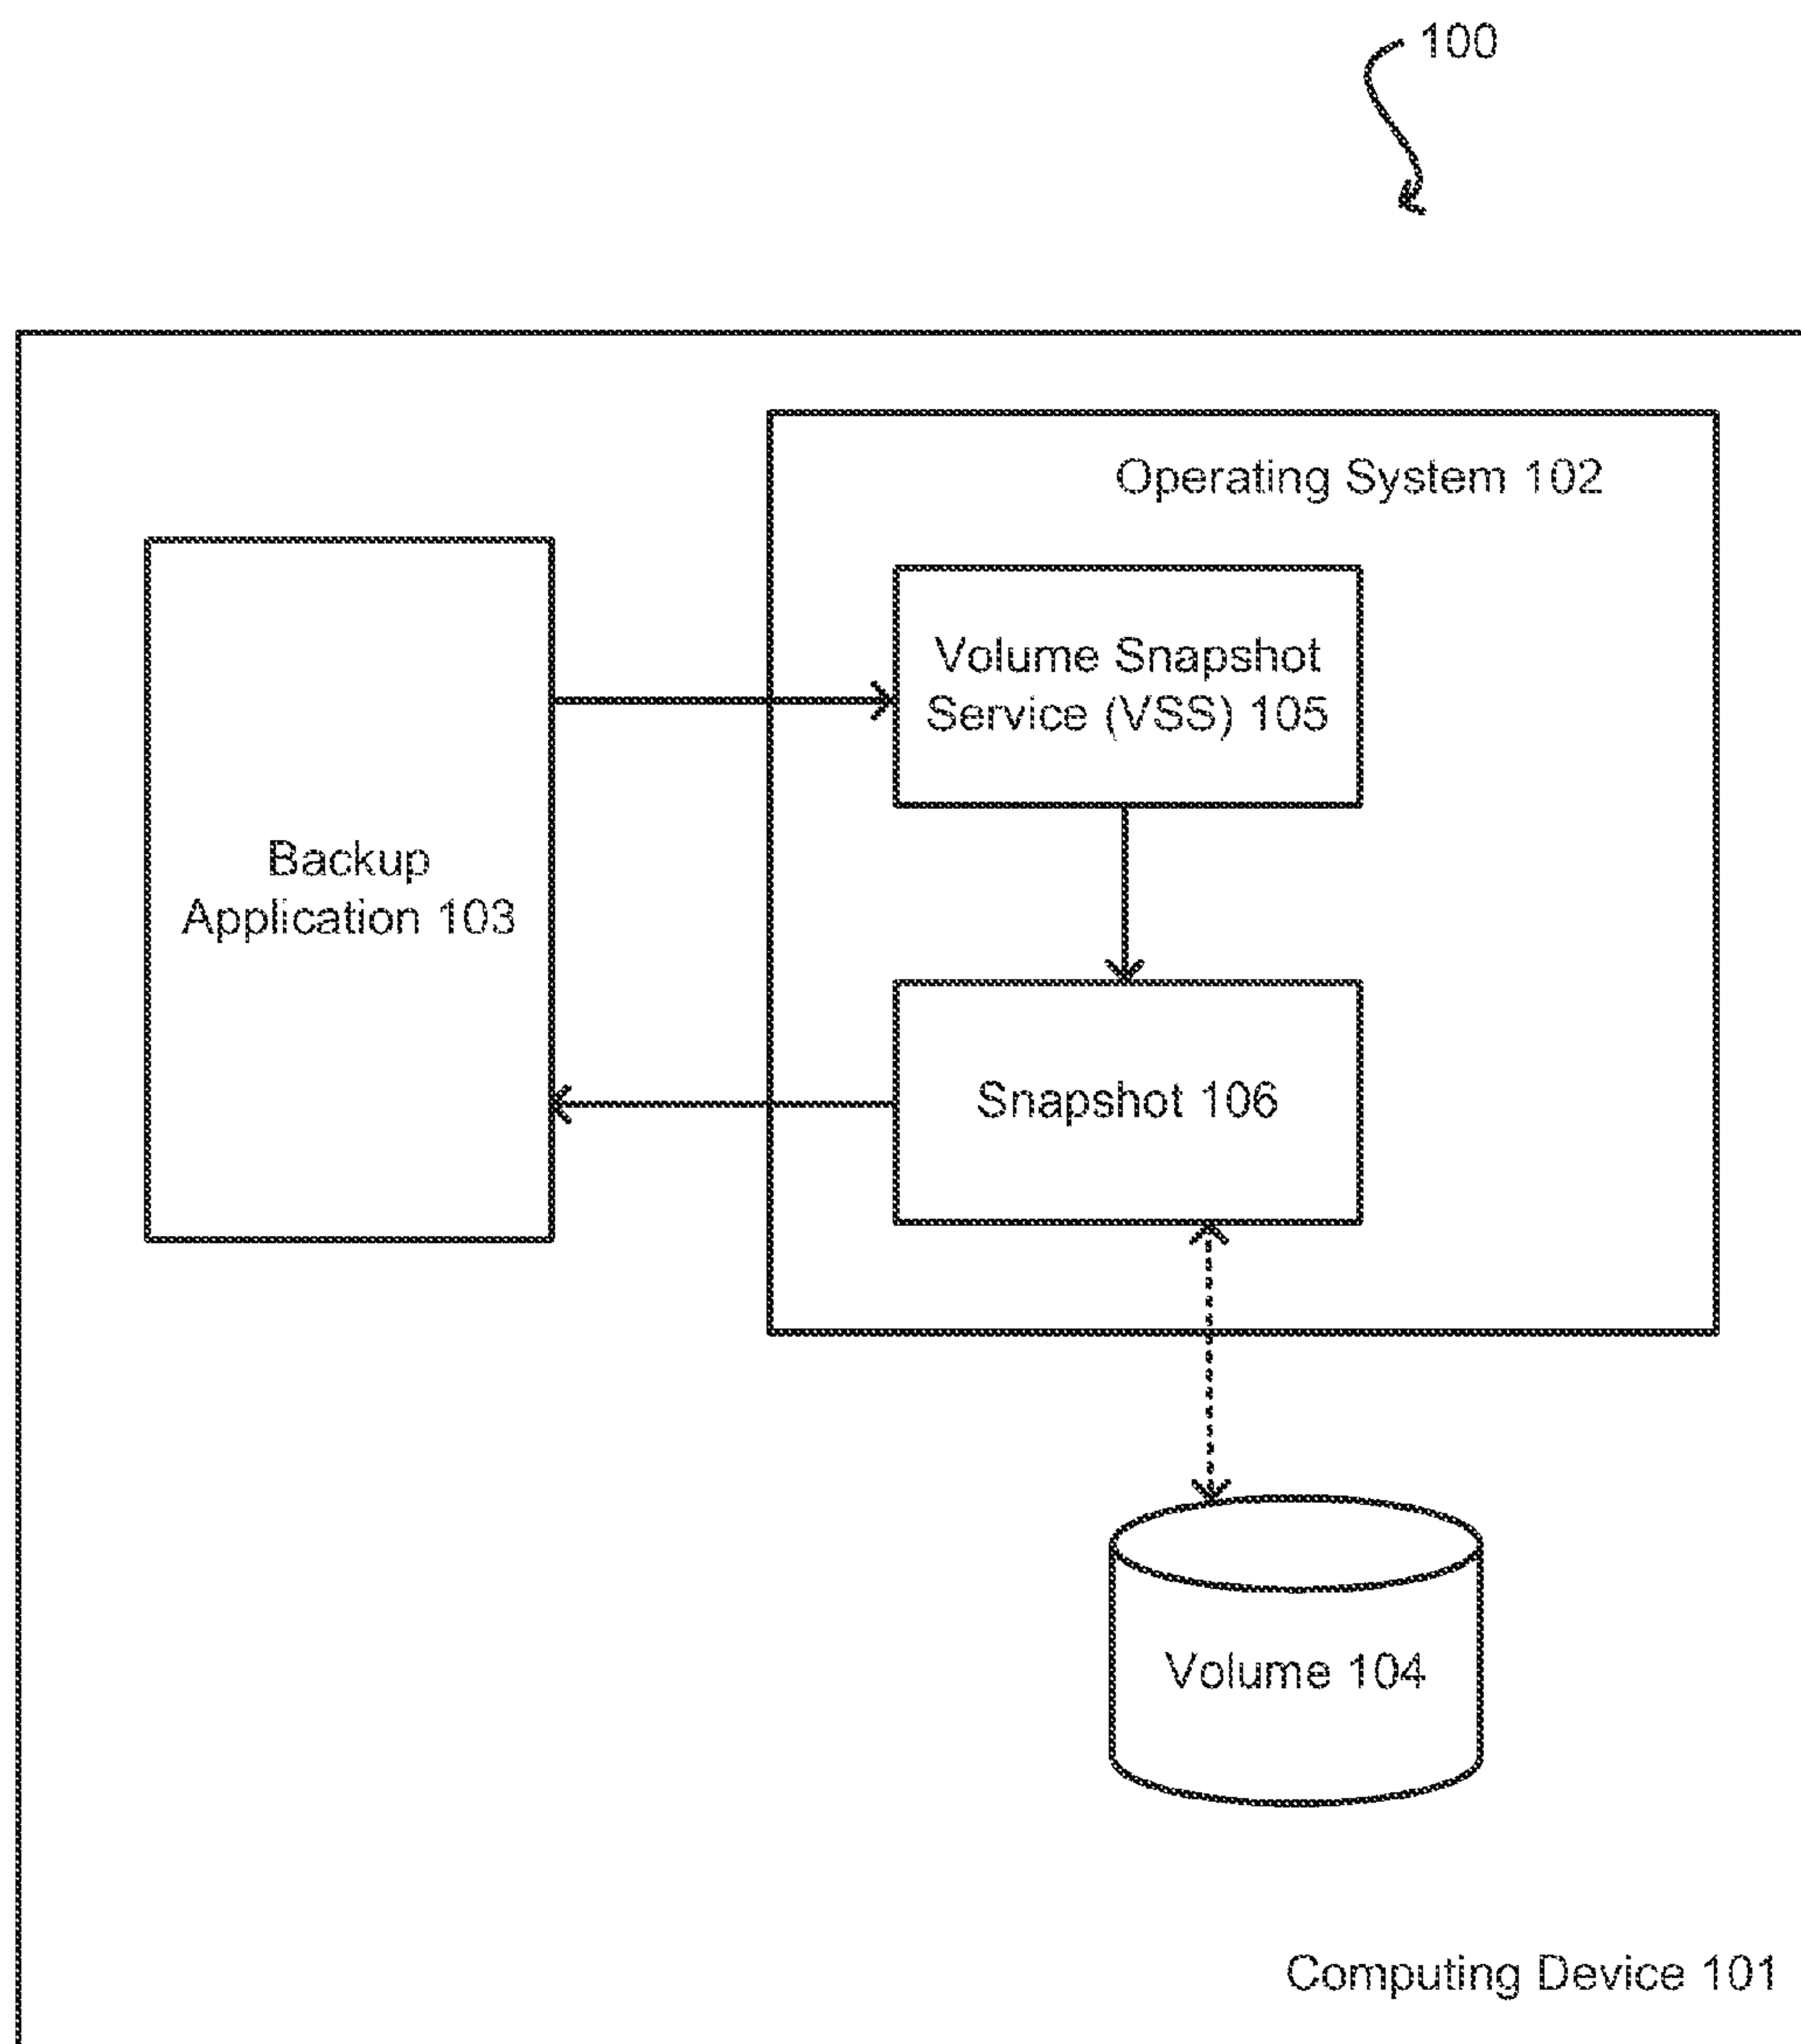 100
Operating System 102
Volume Snapshot
Service (VSS) 105
Backup
Application 103
Snapshot 106
Volume 104
Computing Device 101